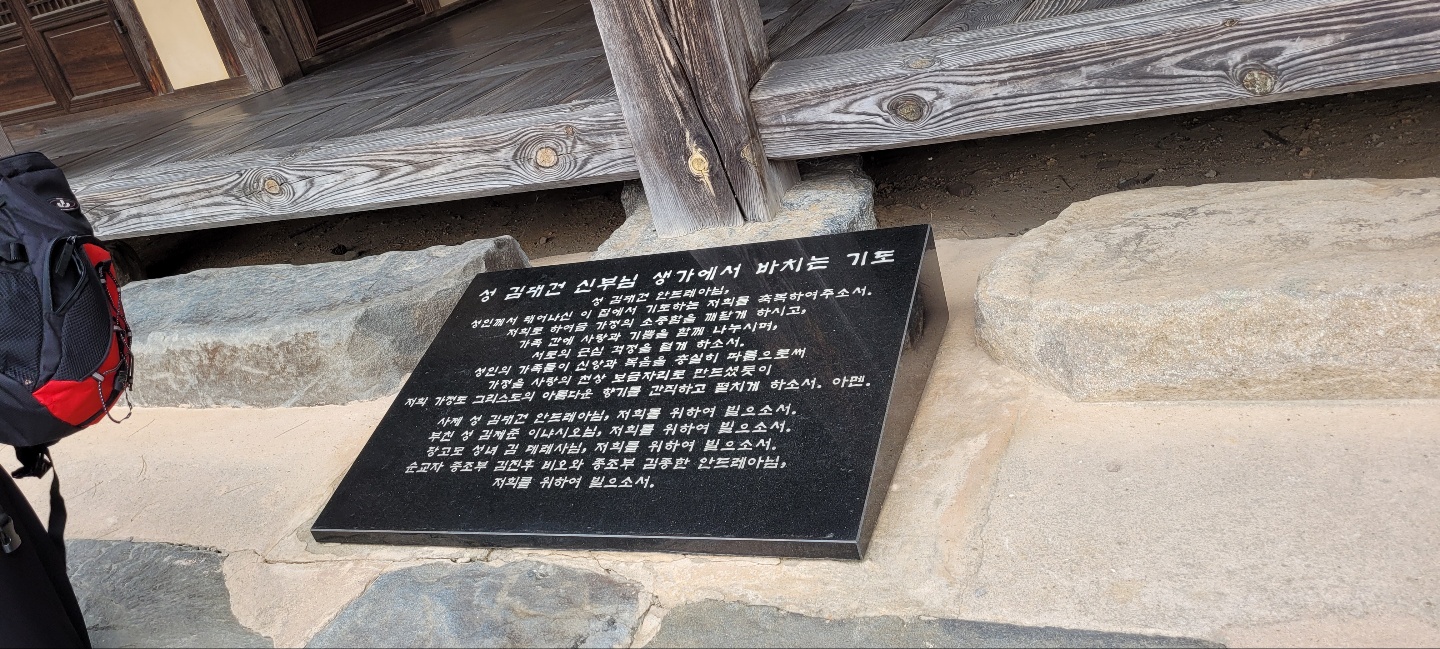 성 김대건 신부님 생가에서 바치는 기도
성 김대건 안드레아님,
성인께서 태어나신 이 집에서 기도하는 저희를 축복하여주소서.
저희로 하여금 가정의 소중함을 깨닫게 하시고,
가족 간에 사랑과 기쁨을 함께 나누시며,
서로의 근심 걱정을 덜게 하소서.
성인의 가족들이 신앙과 복음을 충실히 따름으로써
가정을 사랑의 천상 보금자리로 만드셨듯이
저희 가정도 그리스도의 아름다운 향기를 간직하고 펼치게 하소서. 아멘.
사제 성 김대건 안드레아님, 저희를 위하여 빌으소서.
부친 성 김제준 이냐시오님, 저희를 위하여 빌으소서.
당고모 성녀 김 데레사님, 저희를 위하여 빌으소서.
순교자 증조부 김진후 비오와 종조부 김종한 안드레아님,
저희를 위하여 빌으소서.